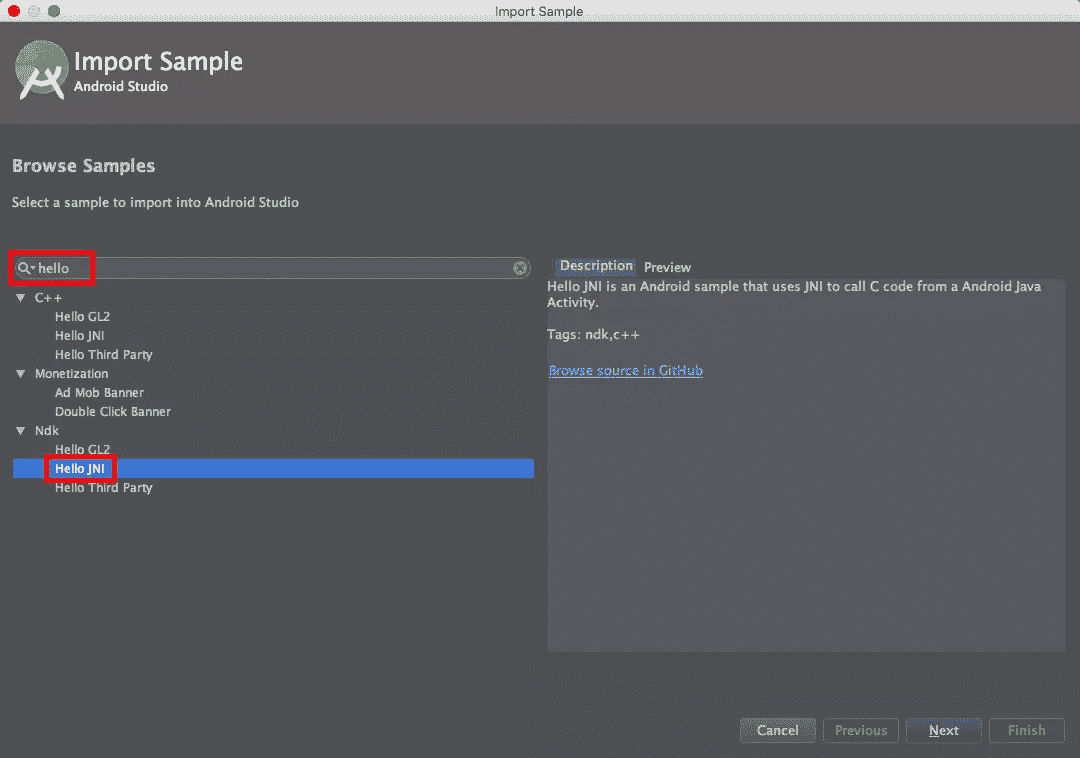 Import Sample
Import Sample
Android Studio
Browse Samples
Select a sample to import into Android Studio
hello
C++
Hello GL2
Hello JNI
Hello Third Party
Monetization
Ad Mob Banner
Double Click Banner
Ndk
Hello GL2
Hello JNI
Hello Third Party
Description Preview
Hello JNI is an Android sample that uses JNI to call C code from a Android Java
Activity.
Tags: ndk,c++
Browse source in GitHub
Cancel Previous Next Finish